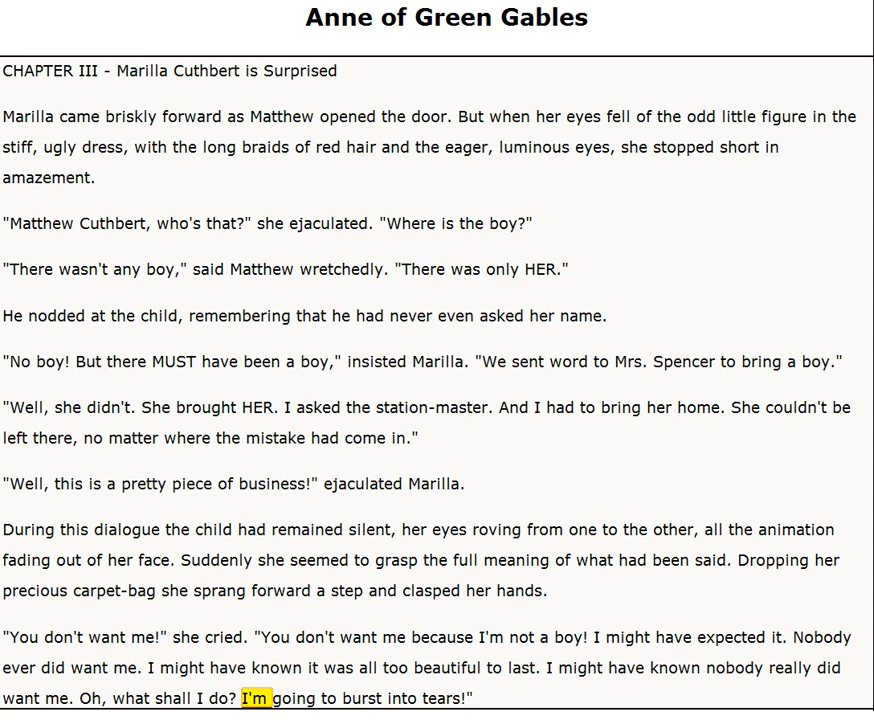 Anne of Green Gables
CHAPTER III - Marilla Cuthbert is Surprised
Marilla came briskly forward as Matthew opened the door. But when her eyes fell of the odd little figure in the
stiff, ugly dress, with the long braids of red hair and the eager, luminous eyes, she stopped short in
amazement.
"Matthew Cuthbert, who's that?" she ejaculated. "Where is the boy?"
"There wasn't any boy," said Matthew wretchedly. "There was only HER."
He nodded at the child, remembering that he had never even asked her name.
"No boy! But there MUST have been a boy," insisted Marilla. "We sent word to Mrs. Spencer to bring a boy."
"Well, she didn't. She brought HER. I asked the station-master. And I had to bring her home. She couldn't be
left there, no matter where the mistake had come in."
"Well, this is a pretty piece of business!" ejaculated Marilla.
During this dialogue the child had remained silent, her eyes roving from one to the other, all the animation
fading out of her face. Suddenly she seemed to grasp the full meaning of what had been said. Dropping her
precious carpet-bag she sprang forward a step and clasped her hands.
"You don't want me!" she cried. "You don't want me because I'm not a boy! I might have expected it. Nobody
ever did want me. I might have known it was all too beautiful to last. I might have known nobody really did
want me. Oh, what shall I do? I'm going to burst into tears!"